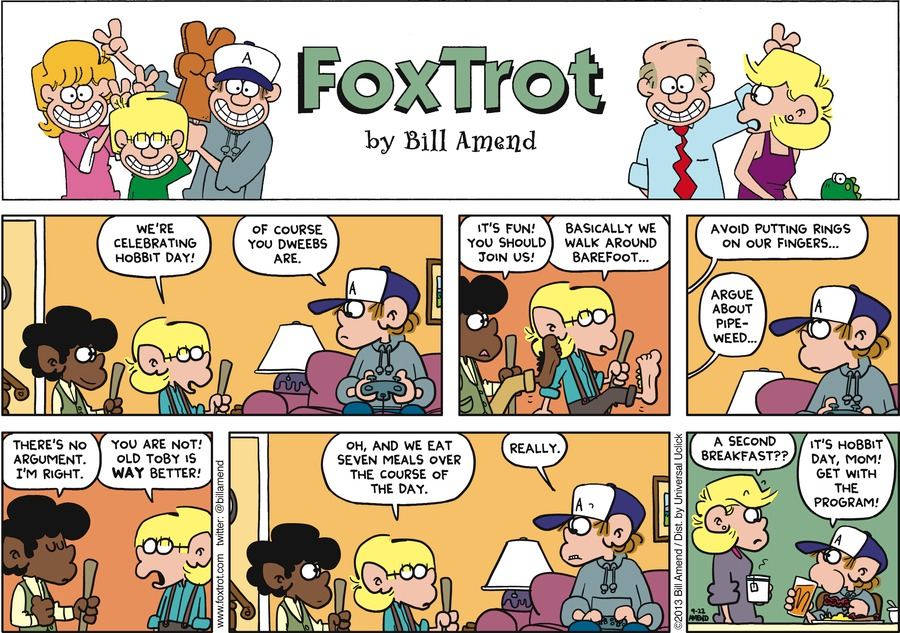 A
FoxTrot
by Bill Amend
WE'RE
CELEBRATING
HOBBIT DAY!
OF COURSE
YOU DWEEBS
ARE.
A
IT'S FUN!
YOU SHOULD
JOIN US!
BASICALLY WE
WALK AROUND
BAREFOOT...
AVOID PUTTING RINGS
ON OUR FINGERS...
ARGUE
ABOUT
PIPE-
WEED...
A
THERE'S NO
ARGUMENT.
I'M RIGHT.
YOU ARE NOT!
OLD TOBY IS
WAY BETTER!
www.foxtrot.com twitter: @billamend
OH, AND WE EAT
SEVEN MEALS OVER
THE COURSE OF
THE DAY.
REALLY.
A
©2013 Bill Amend / Dist. by Universal Uclick
A SECOND
BREAKFAST??
IT'S HOBBIT
DAY, MOM!
GET WITH
THE
PROGRAM!
A
9-22
AMEND